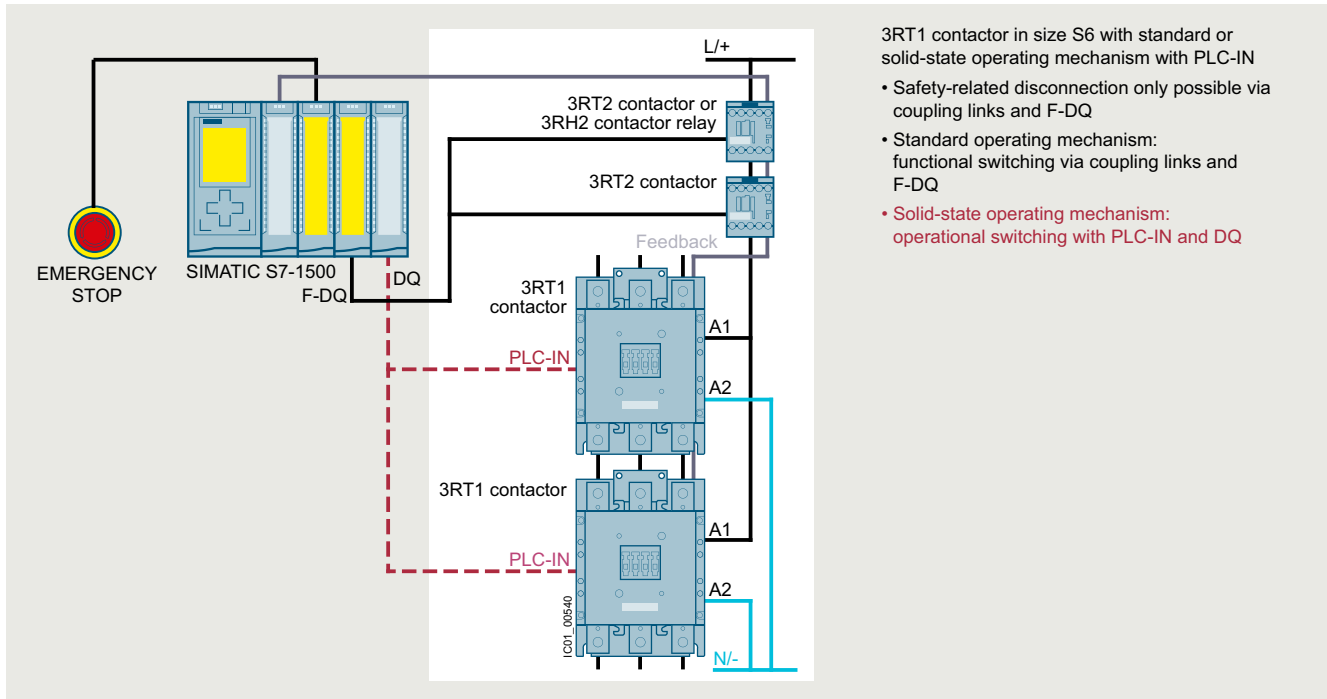 L/+
3RT2 contactor or
3RH2 contactor relay
3RT2 contactor
Feedback
EMERGENCY
STOP
SIMATIC S7-1500
F-DQ
DQ
3RT1
contactor
A1
PLC-IN
A2
3RT1 contactor
A1
PLC-IN
A2
IC01_00540
N/-
3RT1 contactor in size S6 with standard or
solid-state operating mechanism with PLC-IN
• Safety-related disconnection only possible via
coupling links and F-DQ
• Standard operating mechanism:
functional switching via coupling links and
F-DQ
• Solid-state operating mechanism:
operational switching with PLC-IN and DQ